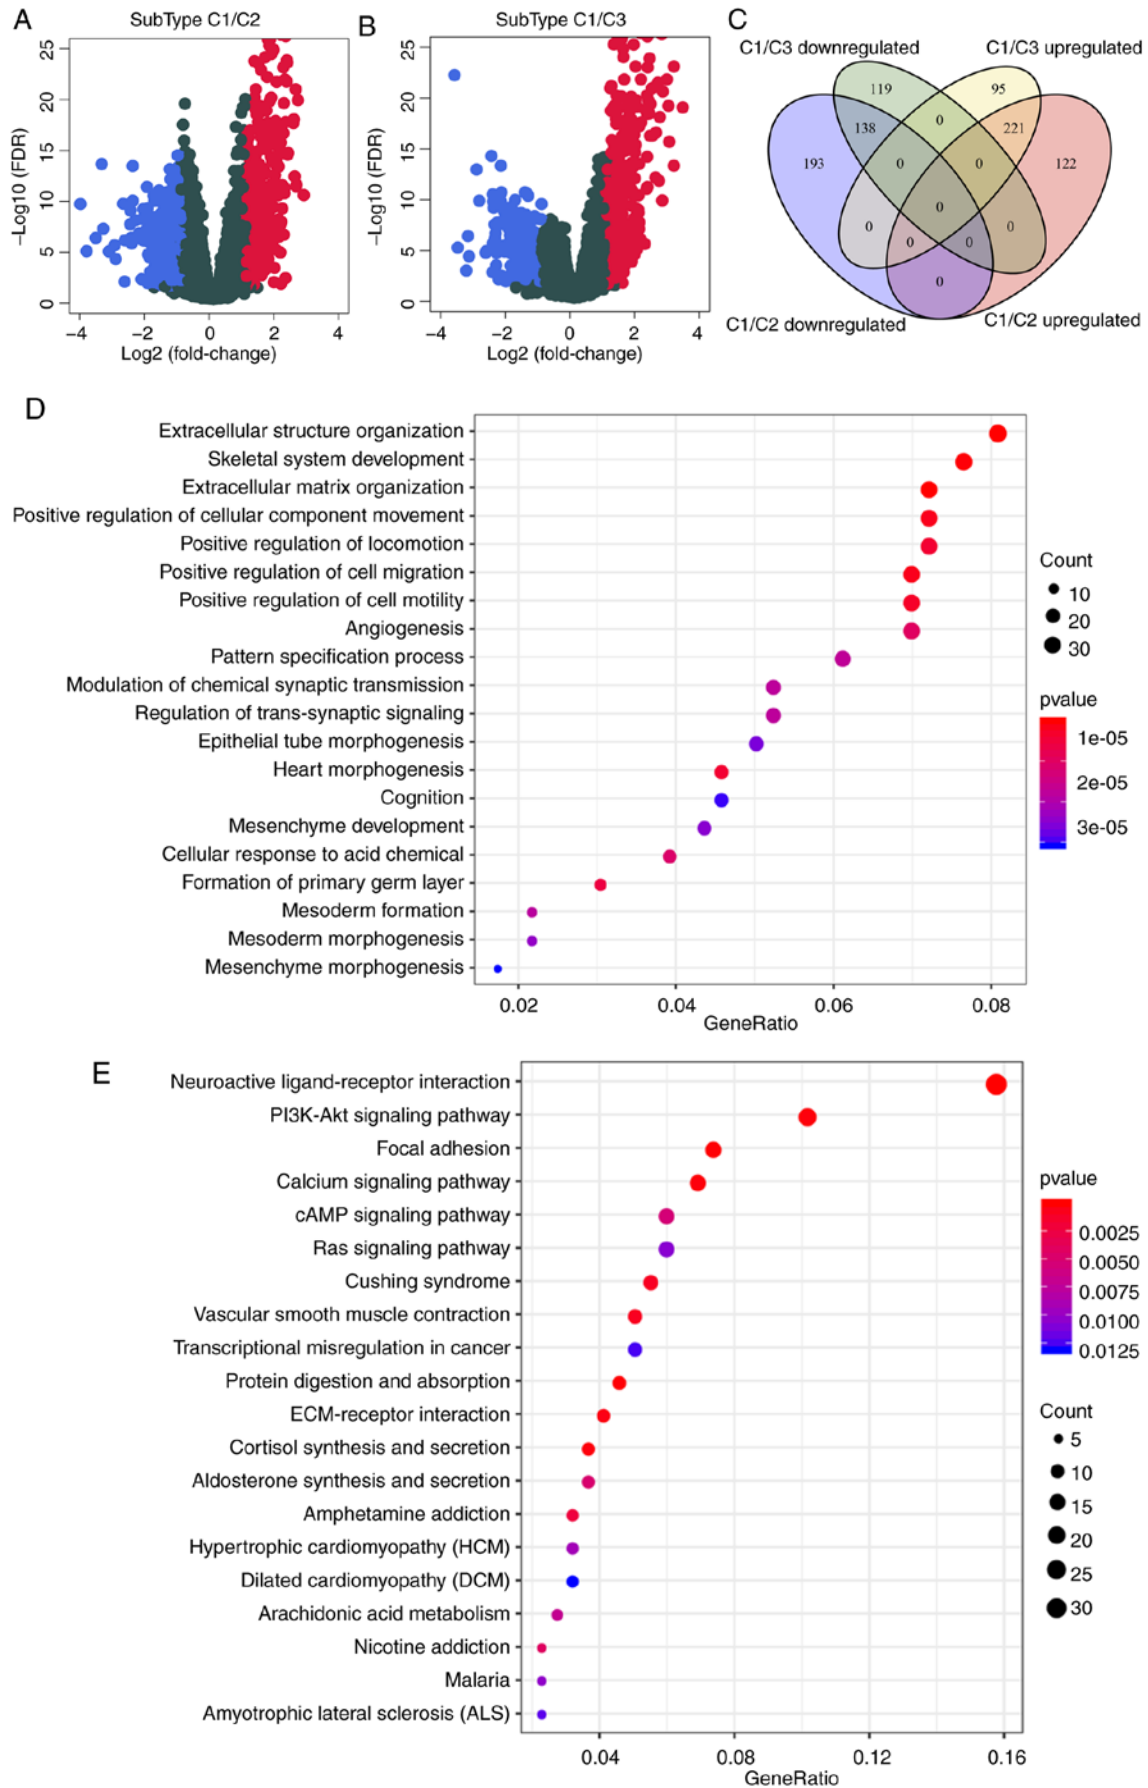 A
SubType C1/C2
25
20
15
10
5
0
−Log10 (FDR)
−4
−2
0
2
4
Log2 (fold-change)
B
SubType C1/C3
25
20
15
10
5
0
−Log10 (FDR)
−4
−2
0
2
4
Log2 (fold-change)
C
C1/C3 downregulated
C1/C3 upregulated
119
95
0
138
221
193
0
0
122
0
0
0
0
0
0
C1/C2 downregulated
C1/C2 upregulated
D
Extracellular structure organization
Skeletal system development
Extracellular matrix organization
Positive regulation of cellular component movement
Positive regulation of locomotion
Positive regulation of cell migration
Positive regulation of cell motility
Angiogenesis
Pattern specification process
Modulation of chemical synaptic transmission
Regulation of trans-synaptic signaling
Epithelial tube morphogenesis
Heart morphogenesis
Cognition
Mesenchyme development
Cellular response to acid chemical
Formation of primary germ layer
Mesoderm formation
Mesoderm morphogenesis
Mesenchyme morphogenesis
0.02
0.04
0.06
0.08
GeneRatio
Count
10
20
30
pvalue
1e-05
2e-05
3e-05
E
Neuroactive ligand-receptor interaction
PI3K-Akt signaling pathway
Focal adhesion
Calcium signaling pathway
cAMP signaling pathway
Ras signaling pathway
Cushing syndrome
Vascular smooth muscle contraction
Transcriptional misregulation in cancer
Protein digestion and absorption
ECM-receptor interaction
Cortisol synthesis and secretion
Aldosterone synthesis and secretion
Amphetamine addiction
Hypertrophic cardiomyopathy (HCM)
Dilated cardiomyopathy (DCM)
Arachidonic acid metabolism
Nicotine addiction
Malaria
Amyotrophic lateral sclerosis (ALS)
0.04
0.08
0.12
0.16
GeneRatio
pvalue
0.0025
0.0050
0.0075
0.0100
0.0125
Count
5
10
15
20
25
30